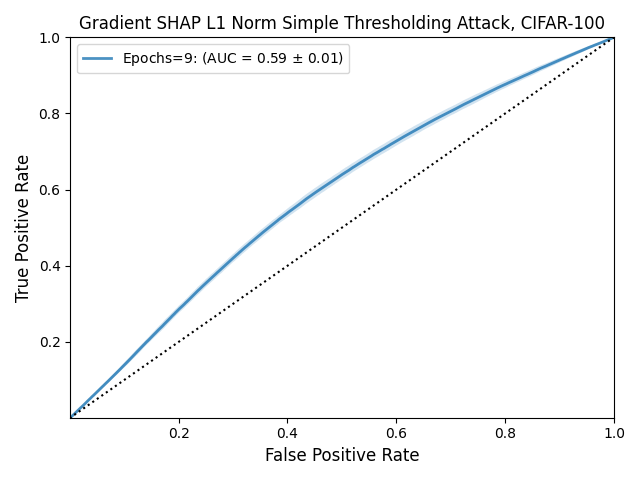 Gradient SHAP L1 Norm Simple Thresholding Attack, CIFAR-100
1.0
Epochs=9: (AUC = 0.59 ± 0.01)
0.8
0.6
0.4
0.2
True Positive Rate
0.2 0.4 0.6 0.8 1.0
False Positive Rate